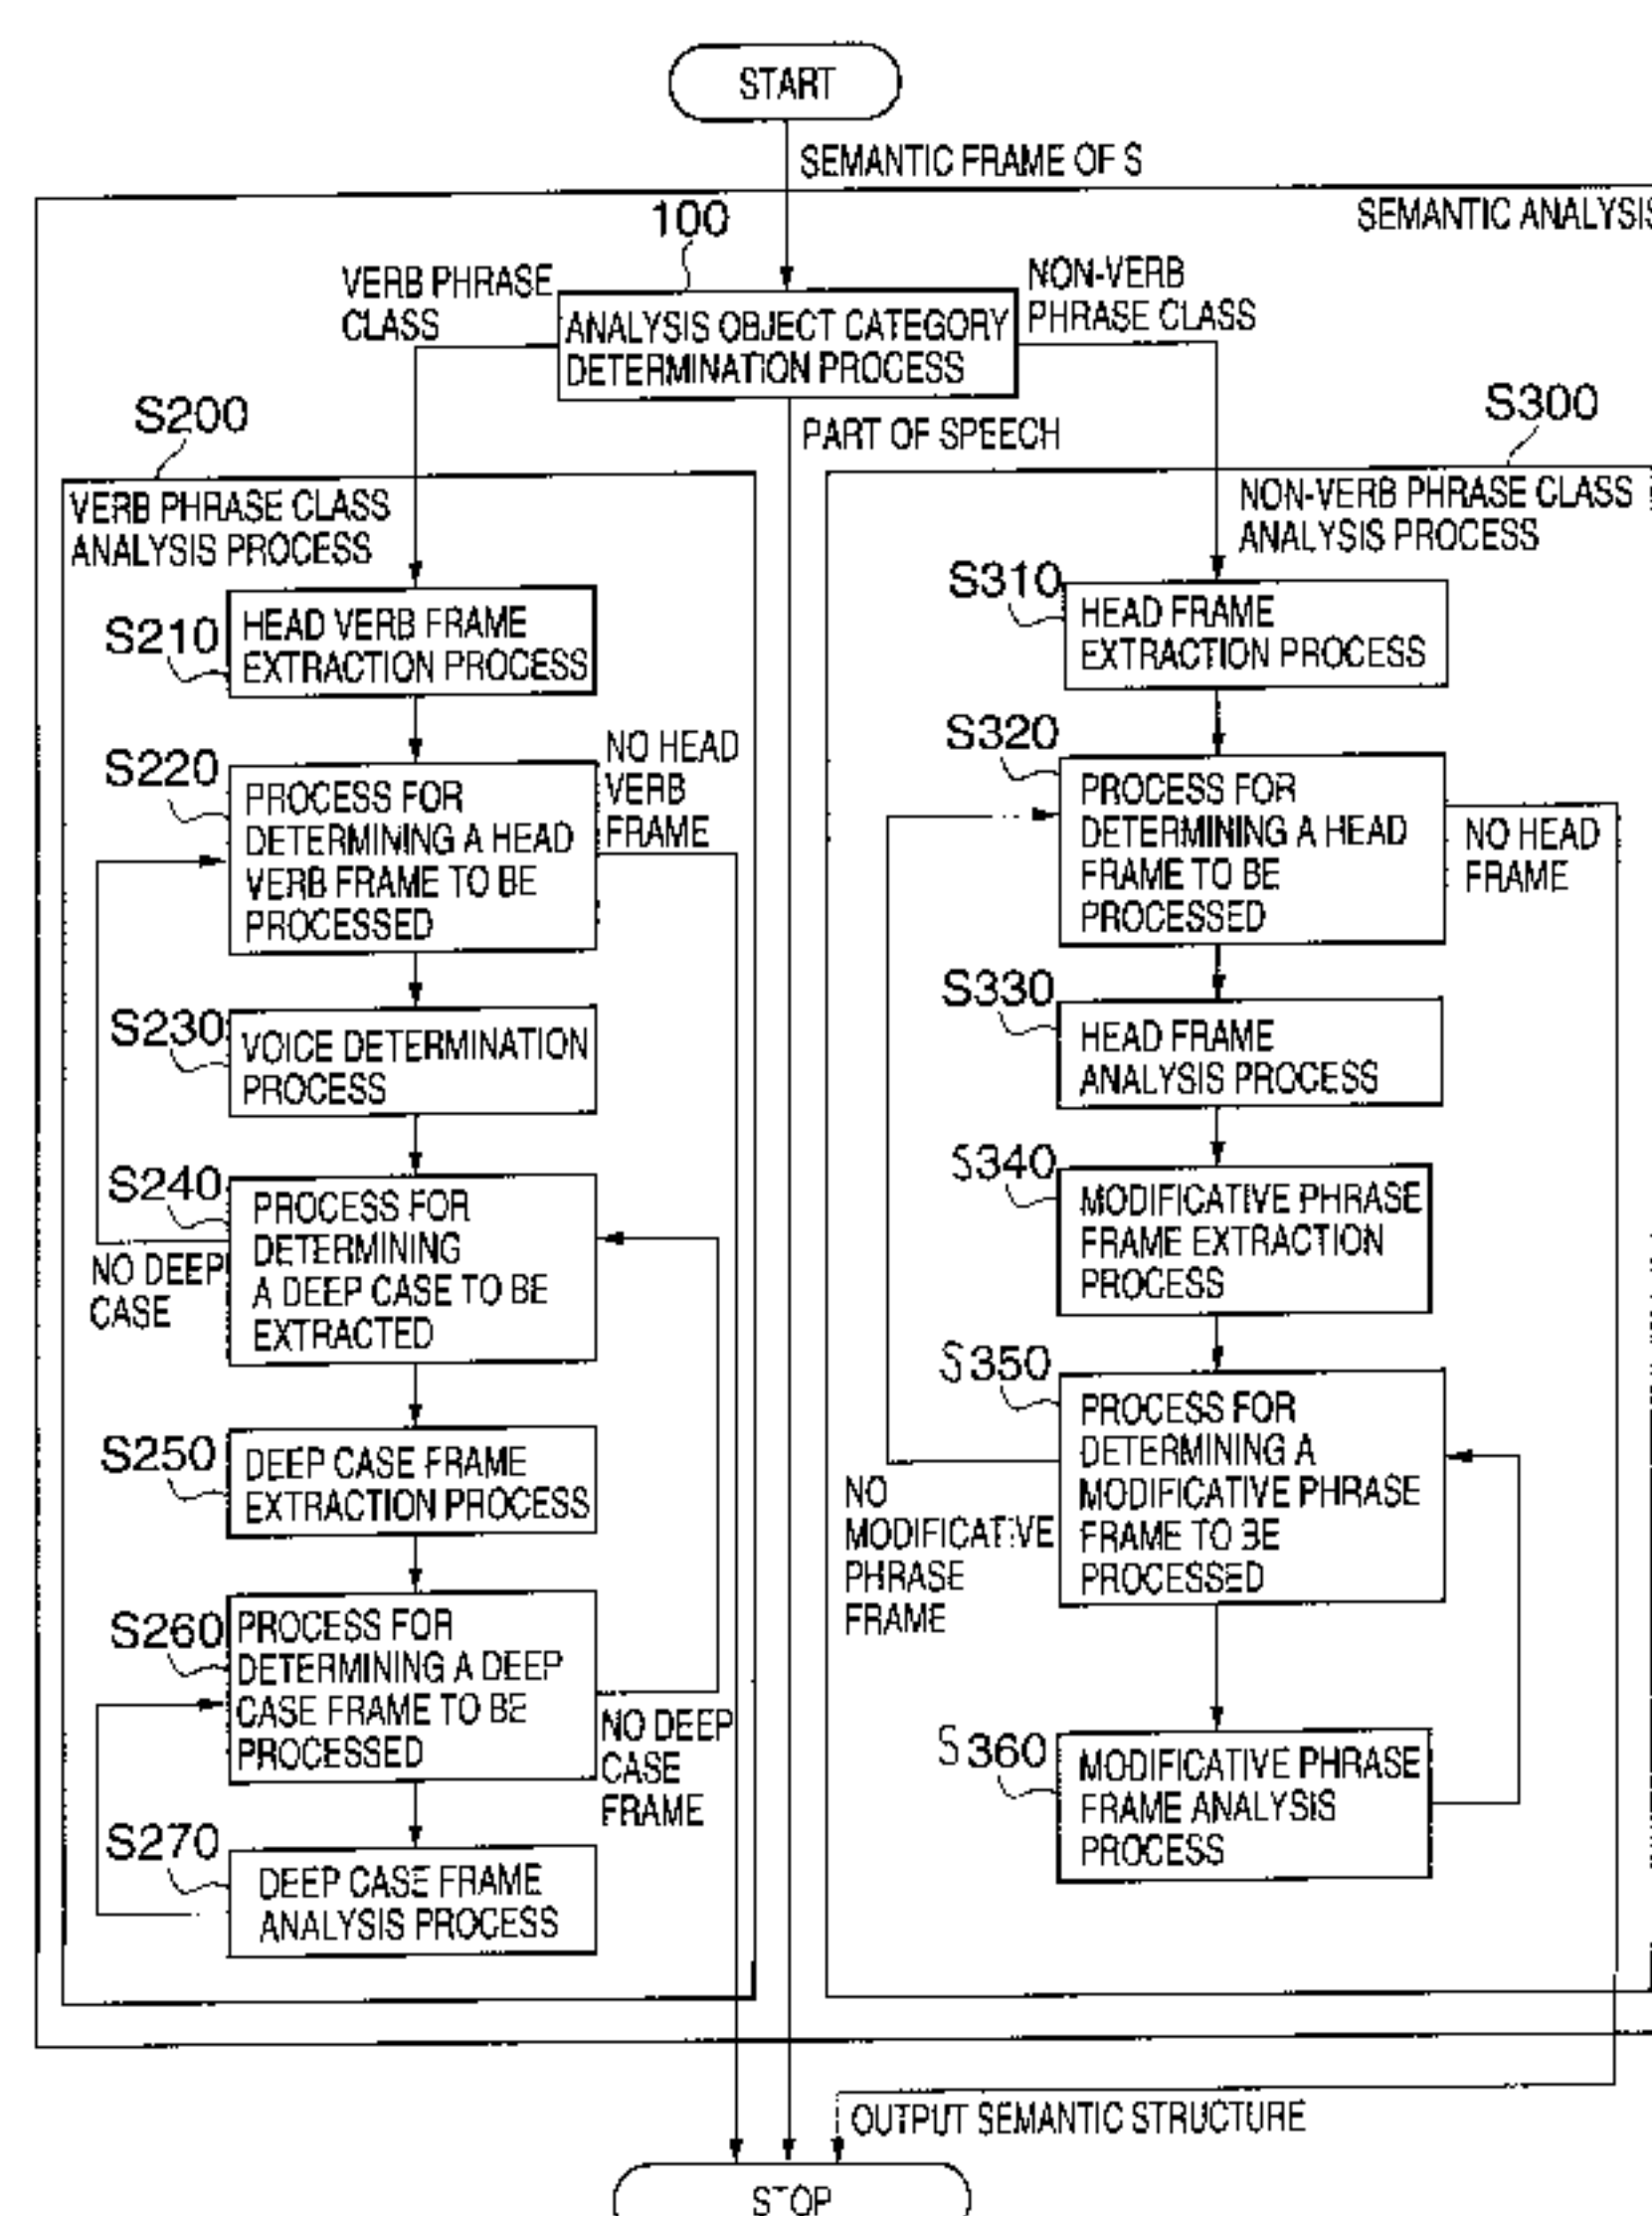 START
SEMANTIC FRAME OF S
SEMANTIC ANALYSIS
100
VERB PHRASE
CLASS
ANALYSIS OBJECT CATEGORY
DETERMINATION PROCESS
NON-VERB
PHRASE CLASS
PART OF SPEECH
S200
VERB PHRASE CLASS
ANALYSIS PROCESS
S210
HEAD VERB FRAME
EXTRACTION PROCESS
S220
PROCESS FOR
DETERMINING A HEAD
VERB FRAME TO BE
PROCESSED
NO HEAD
VERB
FRAME
S230
VOICE DETERMINATION
PROCESS
S240
PROCESS FOR
DETERMINING
A DEEP CASE TO BE
EXTRACTED
NO DEEP
CASE
S250
DEEP CASE FRAME
EXTRACTION PROCESS
S260
PROCESS FOR
DETERMINING A DEEP
CASE FRAME TO BE
PROCESSED
NO DEEP
CASE
FRAME
S270
DEEP CASE FRAME
ANALYSIS PROCESS
S300
NON-VERB PHRASE CLASS
ANALYSIS PROCESS
S310
HEAD FRAME
EXTRACTION PROCESS
S320
PROCESS FOR
DETERMINING A HEAD
FRAME TO BE
PROCESSED
NO HEAD
FRAME
S330
HEAD FRAME
ANALYSIS PROCESS
S340
MODIFICATIVE PHRASE
FRAME EXTRACTION
PROCESS
S350
PROCESS FOR
DETERMINING A
MODIFICATIVE PHRASE
FRAME TO BE
PROCESSED
NO
MODIFICATIVE
PHRASE
FRAME
S360
MODIFICATIVE PHRASE
FRAME ANALYSIS
PROCESS
OUTPUT SEMANTIC STRUCTURE
STOP